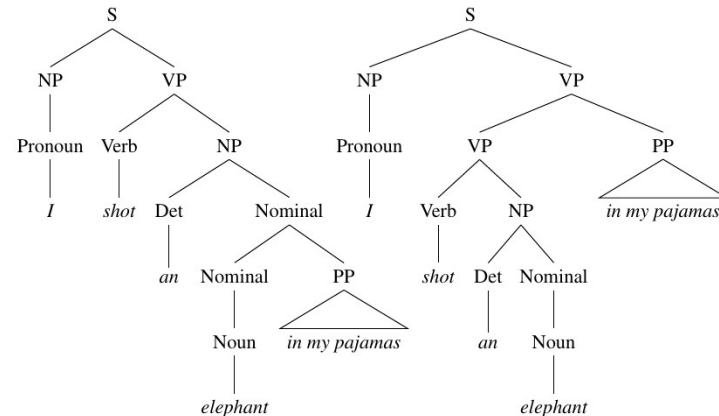 S S
NP VP NP VP
Pronoun Verb NP Pronoun VP PP
I shot Det Nominal I Verb NP in my pajamas
an Nominal PP shot Det Nominal
Noun in my pajamas an Noun
elephant elephant